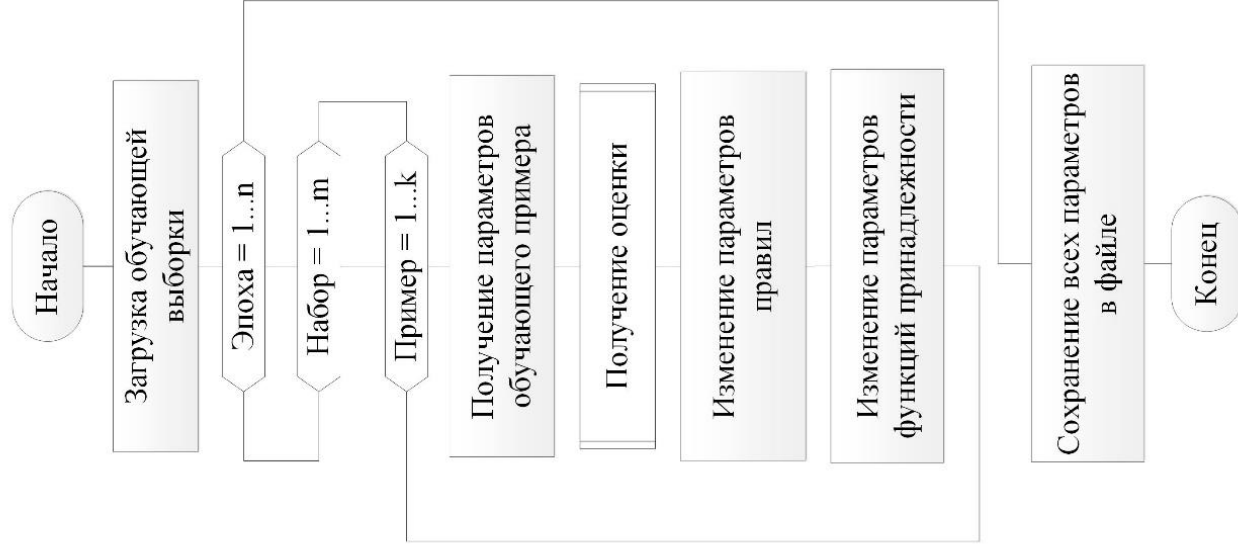 Начало
Загрузка обучающей
выборки
Эпоха = 1...n
Набор = 1...m
Пример = 1..k
Получение параметров
обучающего примера
Получение оценки
Изменение параметров
правил
Изменение параметров
функций принадлежности
Сохранение всех параметров
в файле
Конец